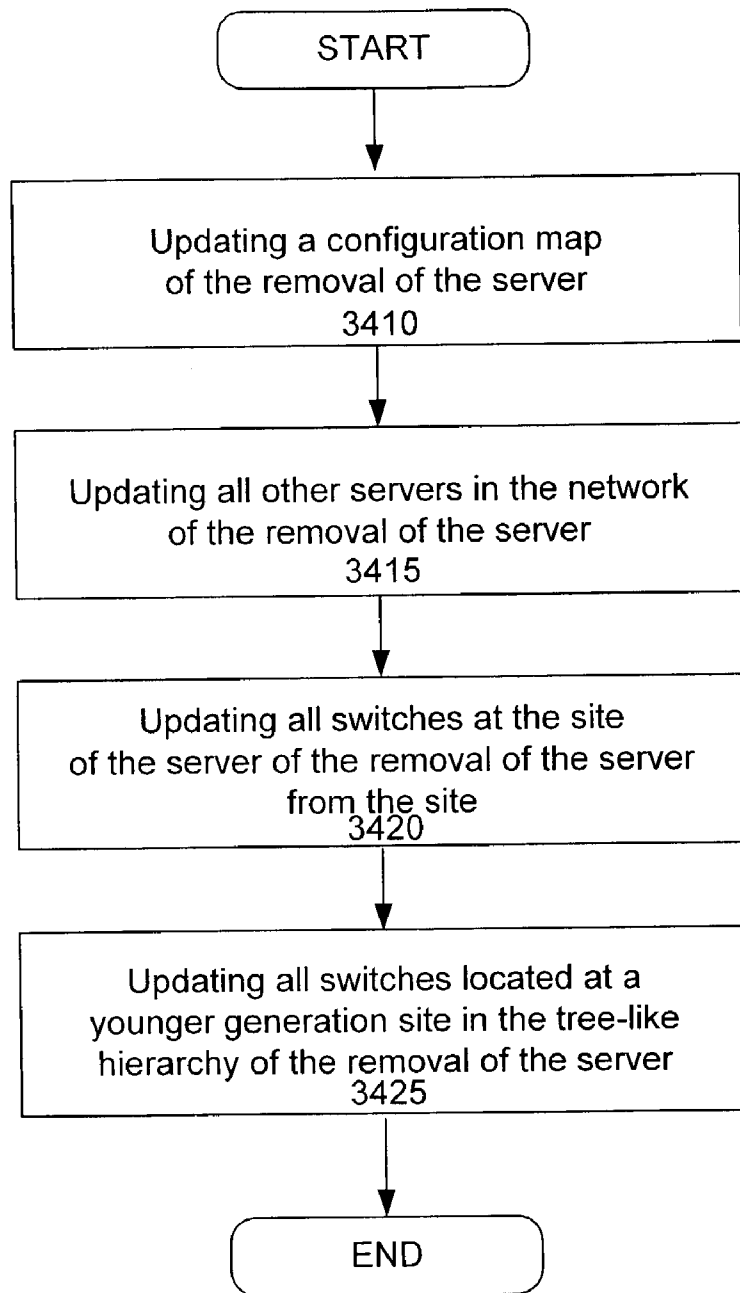 START
Updating a configuration map
of the removal of the server
3410
Updating all other servers in the network
of the removal of the server
3415
Updating all switches at the site
of the server of the removal of the server
from the site
3420
Updating all switches located at a
younger generation site in the tree-like
hierarchy of the removal of the server
3425
END